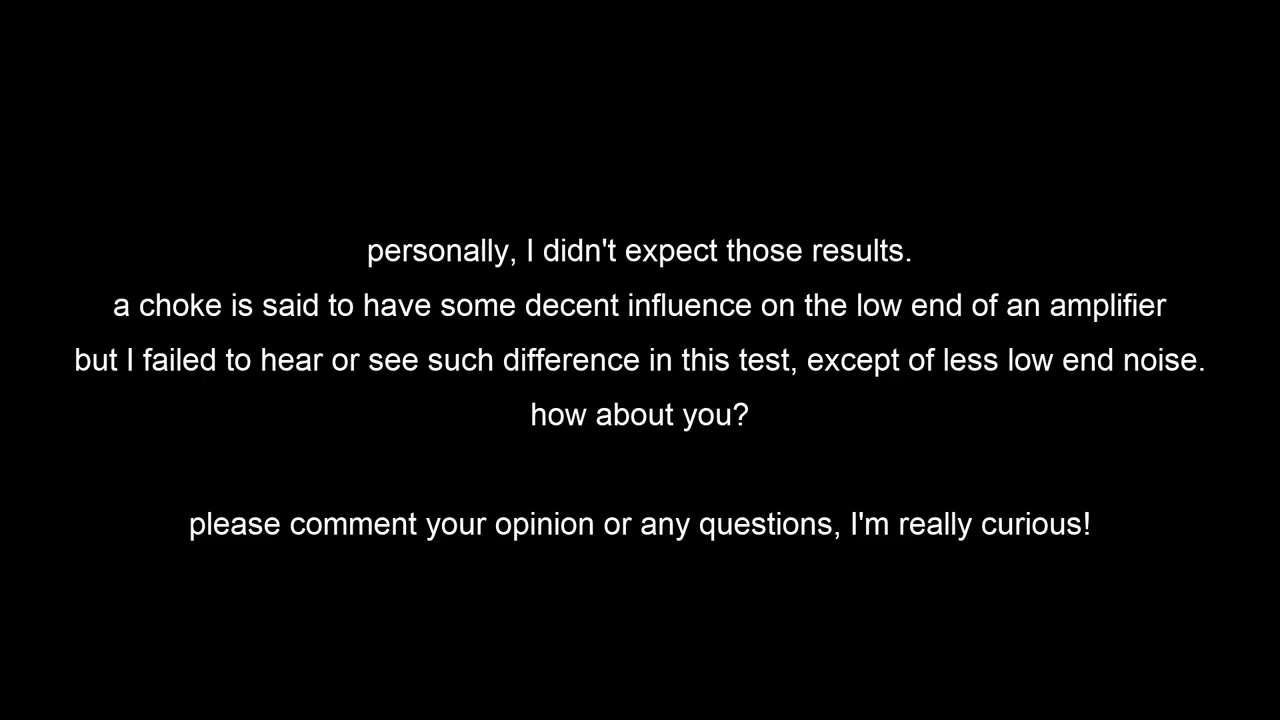 personally, I didn't expect those results.
a choke is said to have some decent influence on the low end of an amplifier
but I failed to hear or see such difference in this test, except of less low end noise.
how about you?
please comment your opinion or any questions, I'm really curious!